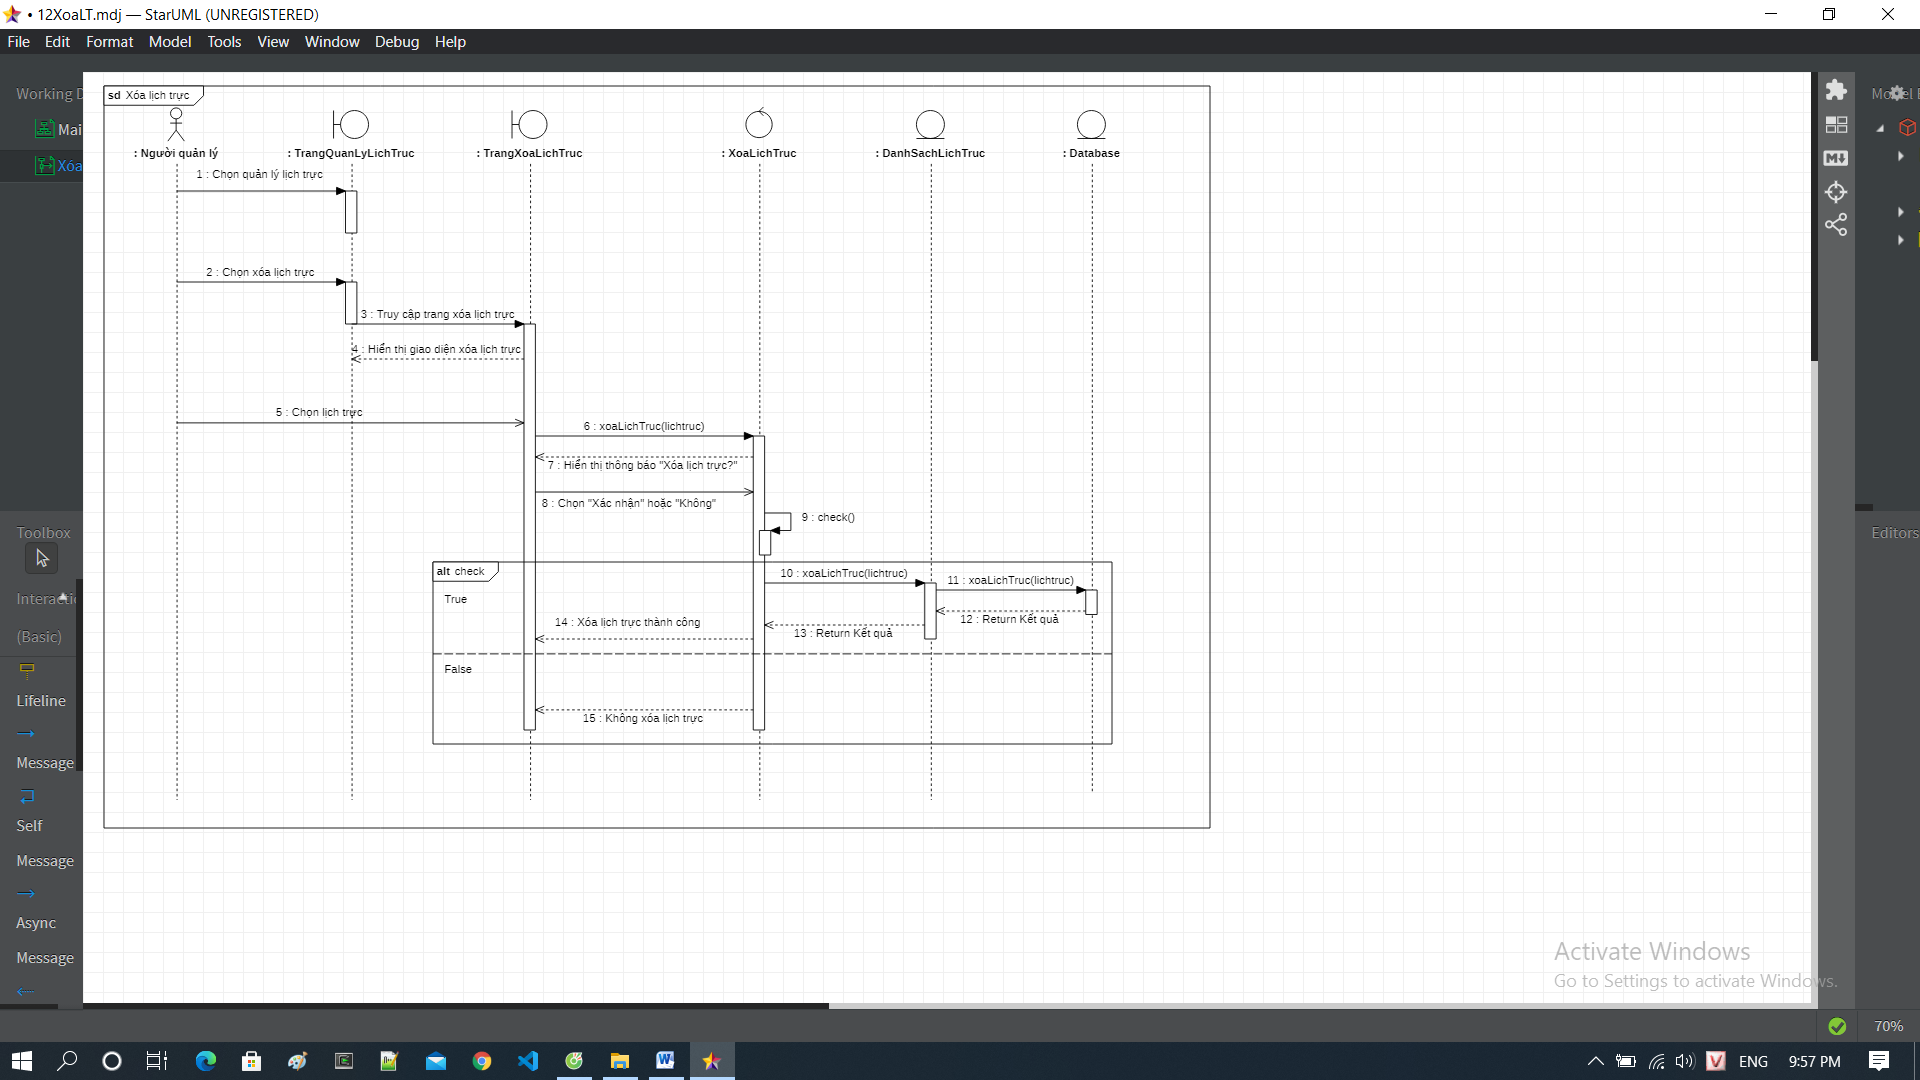 • 12XoaLT.mdj — StarUML (UNREGISTERED)
File Edit Format Model Tools View Window Debug Help
Working D
Mai
Xóa
Toolbox
Interactio
(Basic)
Lifeline
Message
Self
Message
Async
Message
sd Xóa lịch trực
: Người quản lý
: TrangQuanLyLichTruc
: TrangXoaLichTruc
: XoaLichTruc
: DanhSachLichTruc
: Database
1 : Chọn quản lý lịch trực
2 : Chọn xóa lịch trực
3 : Truy cập trang xóa lịch trực
4 : Hiển thị giao diện xóa lịch trực
5 : Chọn lịch trực
6 : xoaLichTruc(lichtruc)
7 : Hiển thị thông báo "Xóa lịch trực?"
8 : Chọn "Xác nhận" hoặc "Không"
9 : check()
alt check
True
10 : xoaLichTruc(lichtruc)
11 : xoaLichTruc(lichtruc)
12 : Return Kết quả
13 : Return Kết quả
14 : Xóa lịch trực thành công
False
15 : Không xóa lịch trực
Editors
Activate Windows
Go to Settings to activate Windows.
70%
ENG
9:57 PM